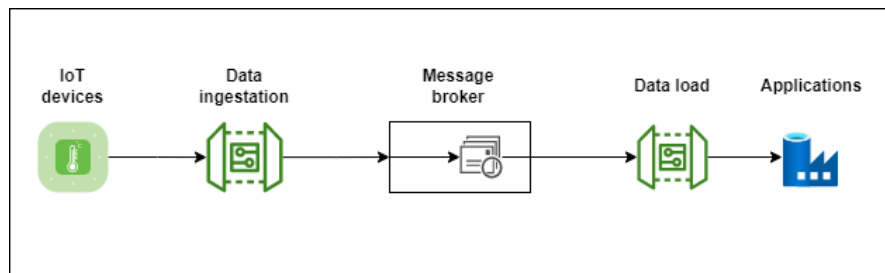 IoT
devices
Data
ingestation
Message
broker
Data load
Applications